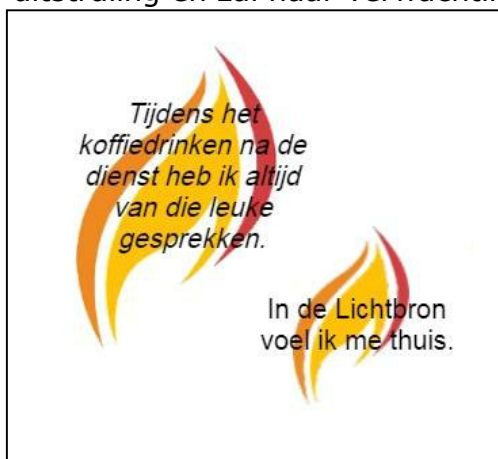 Tijdens het
koffiedrinken na de
dienst heb ik altijd
van die leuke
gesprekken.
In de Lichtbron
voel ik me thuis.